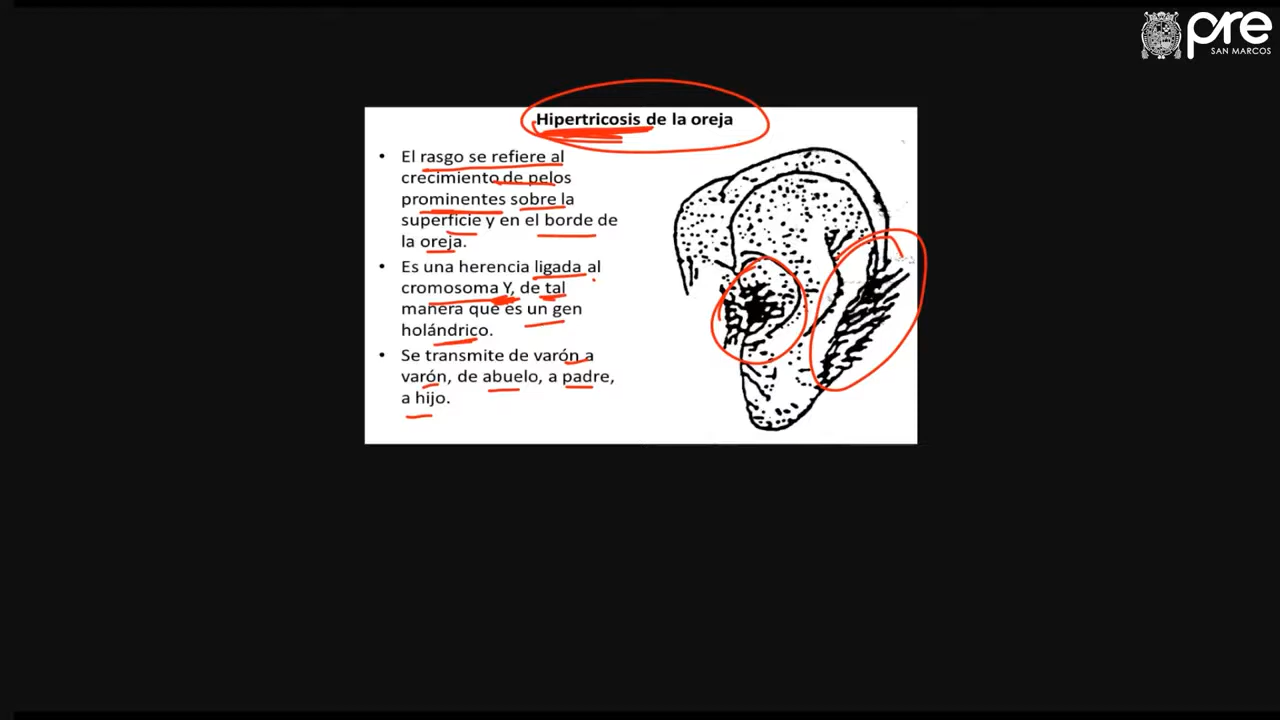 pre
SAN MARCOS
Hipertricosis de la oreja
• El rasgo se refiere al
crecimiento de pelos
prominentes sobre la
superficie y en el borde de
la oreja.
• Es una herencia ligada al
cromosoma Y, de tal
manera que es un gen
holándrico.
• Se transmite de varón a
varón, de abuelo, a padre,
a hijo.